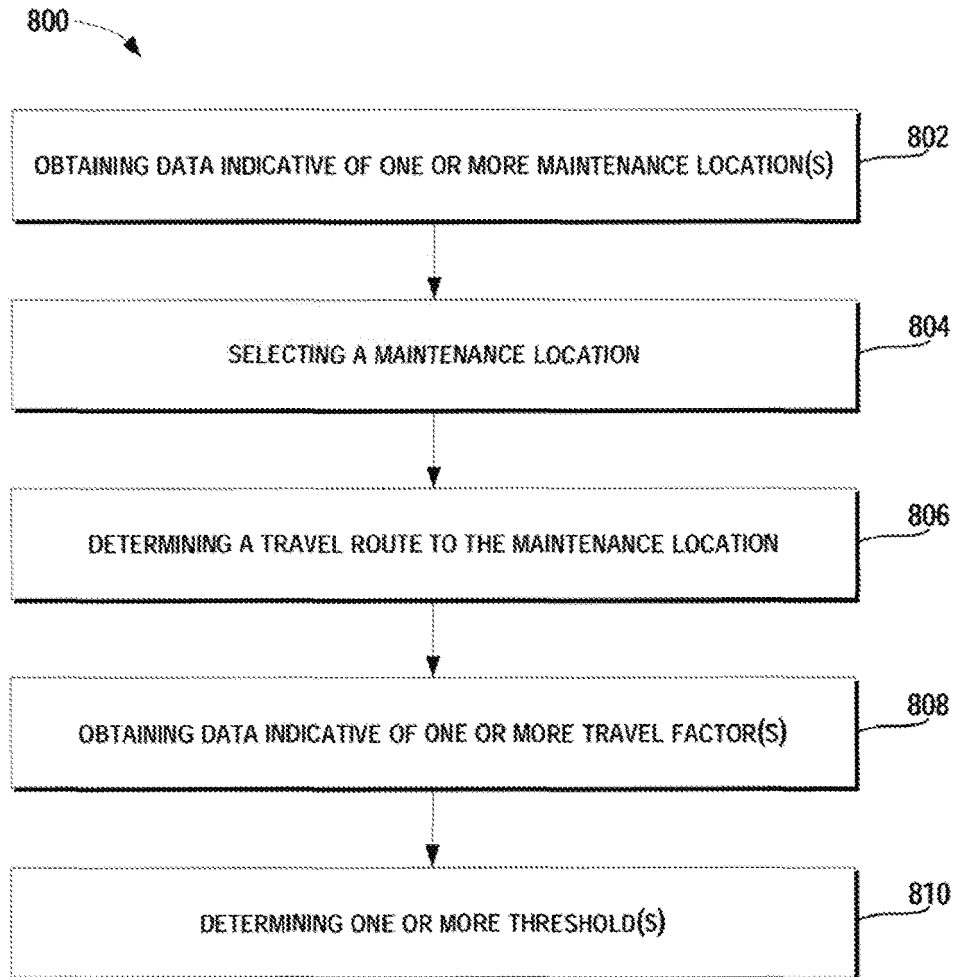 800
OBTAINING DATA INDICATIVE OF ONE OR MORE MAINTENANCE LOCATION(S)
802
SELECTING A MAINTENANCE LOCATION
804
DETERMINING A TRAVEL ROUTE TO THE MAINTENANCE LOCATION
806
OBTAINING DATA INDICATIVE OF ONE OR MORE TRAVEL FACTOR(S)
808
DETERMINING ONE OR MORE THRESHOLD(S)
810